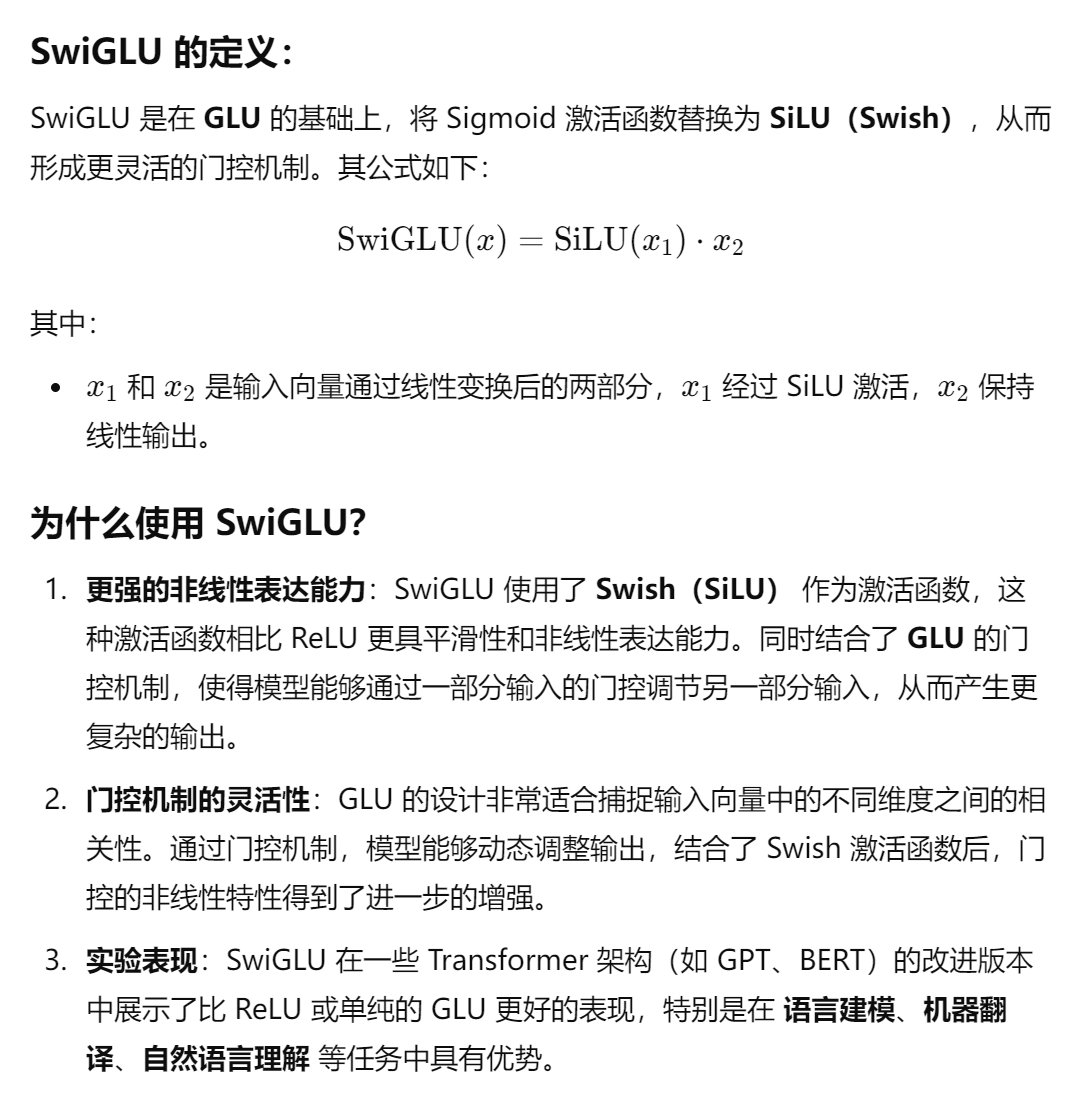 SwiGLU 的定义：
SwiGLU 是在 GLU 的基础上，将 Sigmoid 激活函数替换为 SiLU（Swish），从而
形成更灵活的门控机制。其公式如下：
SwiGLU(x) = SiLU(x₁) · x₂
其中：
• x₁ 和 x₂ 是输入向量通过线性变换后的两部分，x₁ 经过 SiLU 激活，x₂ 保持
线性输出。
为什么使用 SwiGLU？
1. 更强的非线性表达能力：SwiGLU 使用了 Swish（SiLU） 作为激活函数，这
种激活函数相比 ReLU 更具平滑性和非线性表达能力。同时结合了 GLU 的门
控机制，使得模型能够通过一部分输入的门控调节另一部分输入，从而产生更
复杂的输出。
2. 门控机制的灵活性：GLU 的设计非常适合捕捉输入向量中的不同维度之间的相
关性。通过门控机制，模型能够动态调整输出，结合了 Swish 激活函数后，门
控的非线性特性得到了进一步的增强。
3. 实验表现：SwiGLU 在一些 Transformer 架构（如 GPT、BERT）的改进版本
中展示了比 ReLU 或单纯的 GLU 更好的表现，特别是在 语言建模、机器翻
译、自然语言理解 等任务中具有优势。